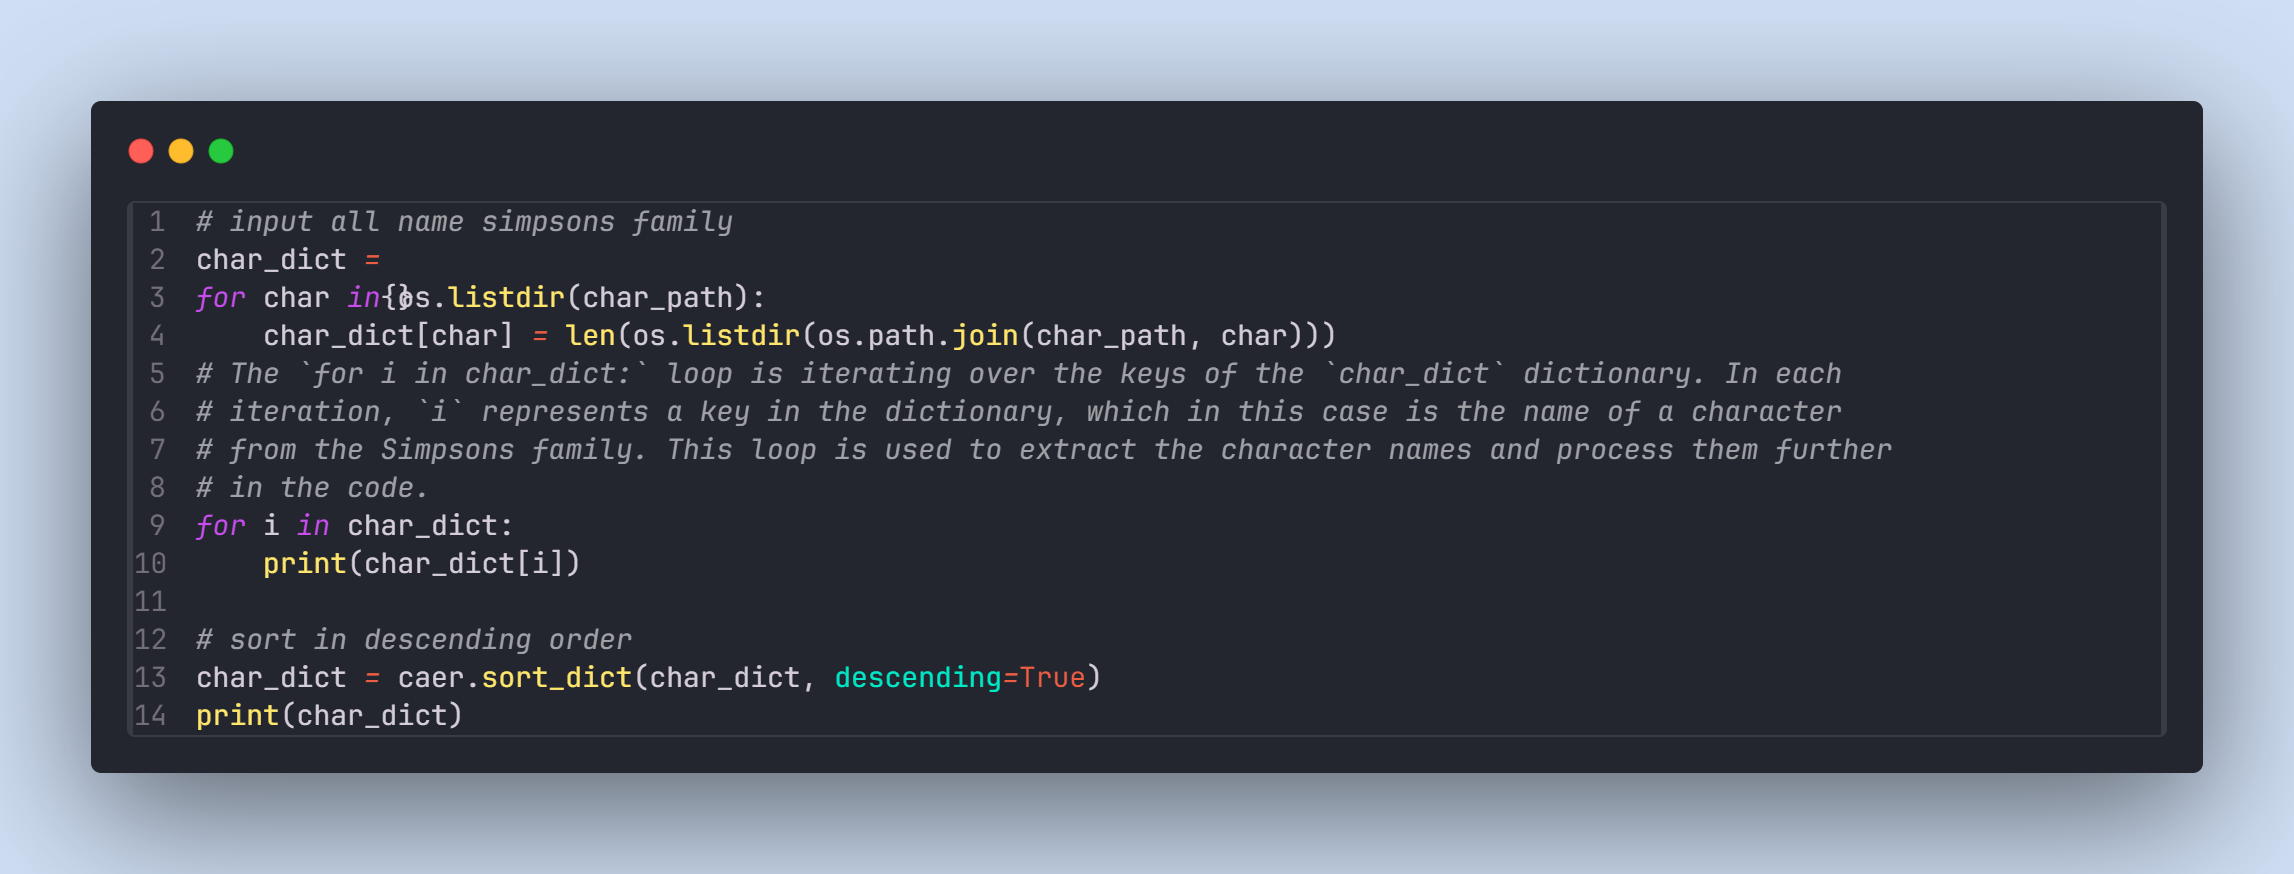 1 # input all name simpsons family
2 char_dict =
3 for char in{}os.listdir(char_path):
4     char_dict[char] = len(os.listdir(os.path.join(char_path, char)))
5 # The `for i in char_dict:` loop is iterating over the keys of the `char_dict` dictionary. In each
6 # iteration, `i` represents a key in the dictionary, which in this case is the name of a character
7 # from the Simpsons family. This loop is used to extract the character names and process them further
8 # in the code.
9 for i in char_dict:
10     print(char_dict[i])
11
12 # sort in descending order
13 char_dict = caer.sort_dict(char_dict, descending=True)
14 print(char_dict)